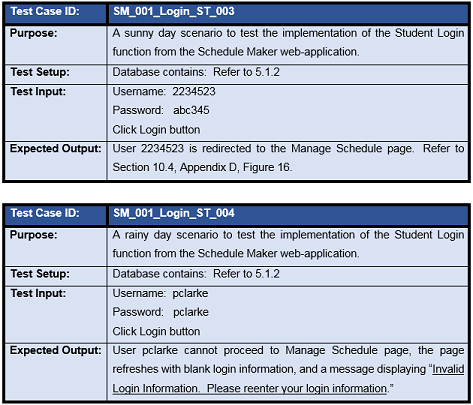 Test Case ID: SM_001_Login_ST_003
Purpose: A sunny day scenario to test the implementation of the Student Login
function from the Schedule Maker web-application.
Test Setup: Database contains: Refer to 5.1.2
Test Input: Username: 2234523
Password: abc345
Click Login button
Expected Output: User 2234523 is redirected to the Manage Schedule page. Refer to
Section 10.4, Appendix D, Figure 16.
Test Case ID: SM_001_Login_ST_004
Purpose: A rainy day scenario to test the implementation of the Student Login
function from the Schedule Maker web-application.
Test Setup: Database contains: Refer to 5.1.2
Test Input: Username: pclarke
Password: pclarke
Click Login button
Expected Output: User pclarke cannot proceed to Manage Schedule page, the page
refreshes with blank login information, and a message displaying “Invalid
Login Information. Please reenter your login information.”